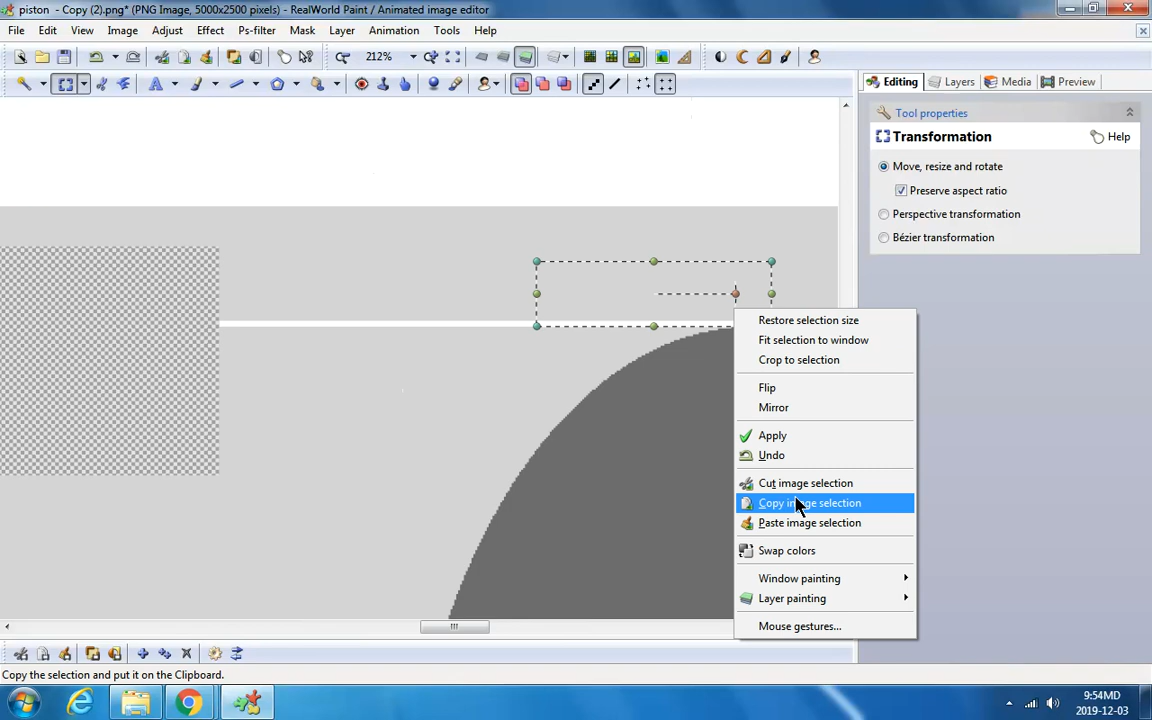 piston  - Copy (2).png* (PNG Image, 5000x2500 pixels) - RealWorld Paint / Animated image editor
File Edit View Image Adjust Effect Ps-filter Mask Layer Animation Tools Help
212%
Editing Layers Media Preview
Tool properties
Transformation Help
Move, resize and rotate
Preserve aspect ratio
Perspective transformation
Bézier transformation
Restore selection size
Fit selection to window
Crop to selection
Flip
Mirror
Apply
Undo
Cut image selection
Copy image selection
Paste image selection
Swap colors
Window painting
Layer painting
Mouse gestures...
Copy the selection and put it on the Clipboard.
9:54MD
2019-12-03